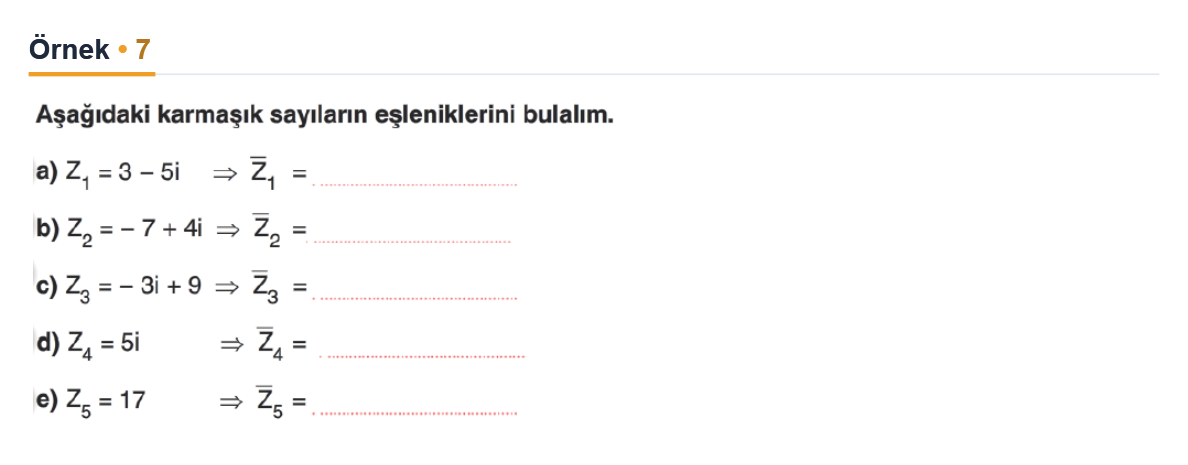 Örnek • 7
Aşağıdaki karmaşık sayıların eşleniklerini bulalım.
a) Z₁ = 3 – 5i ⇒ Z̅₁ = ....................
b) Z₂ = – 7 + 4i ⇒ Z̅₂ = ....................
c) Z₃ = – 3i + 9 ⇒ Z̅₃ = ....................
d) Z₄ = 5i ⇒ Z̅₄ = ....................
e) Z₅ = 17 ⇒ Z̅₅ = ....................